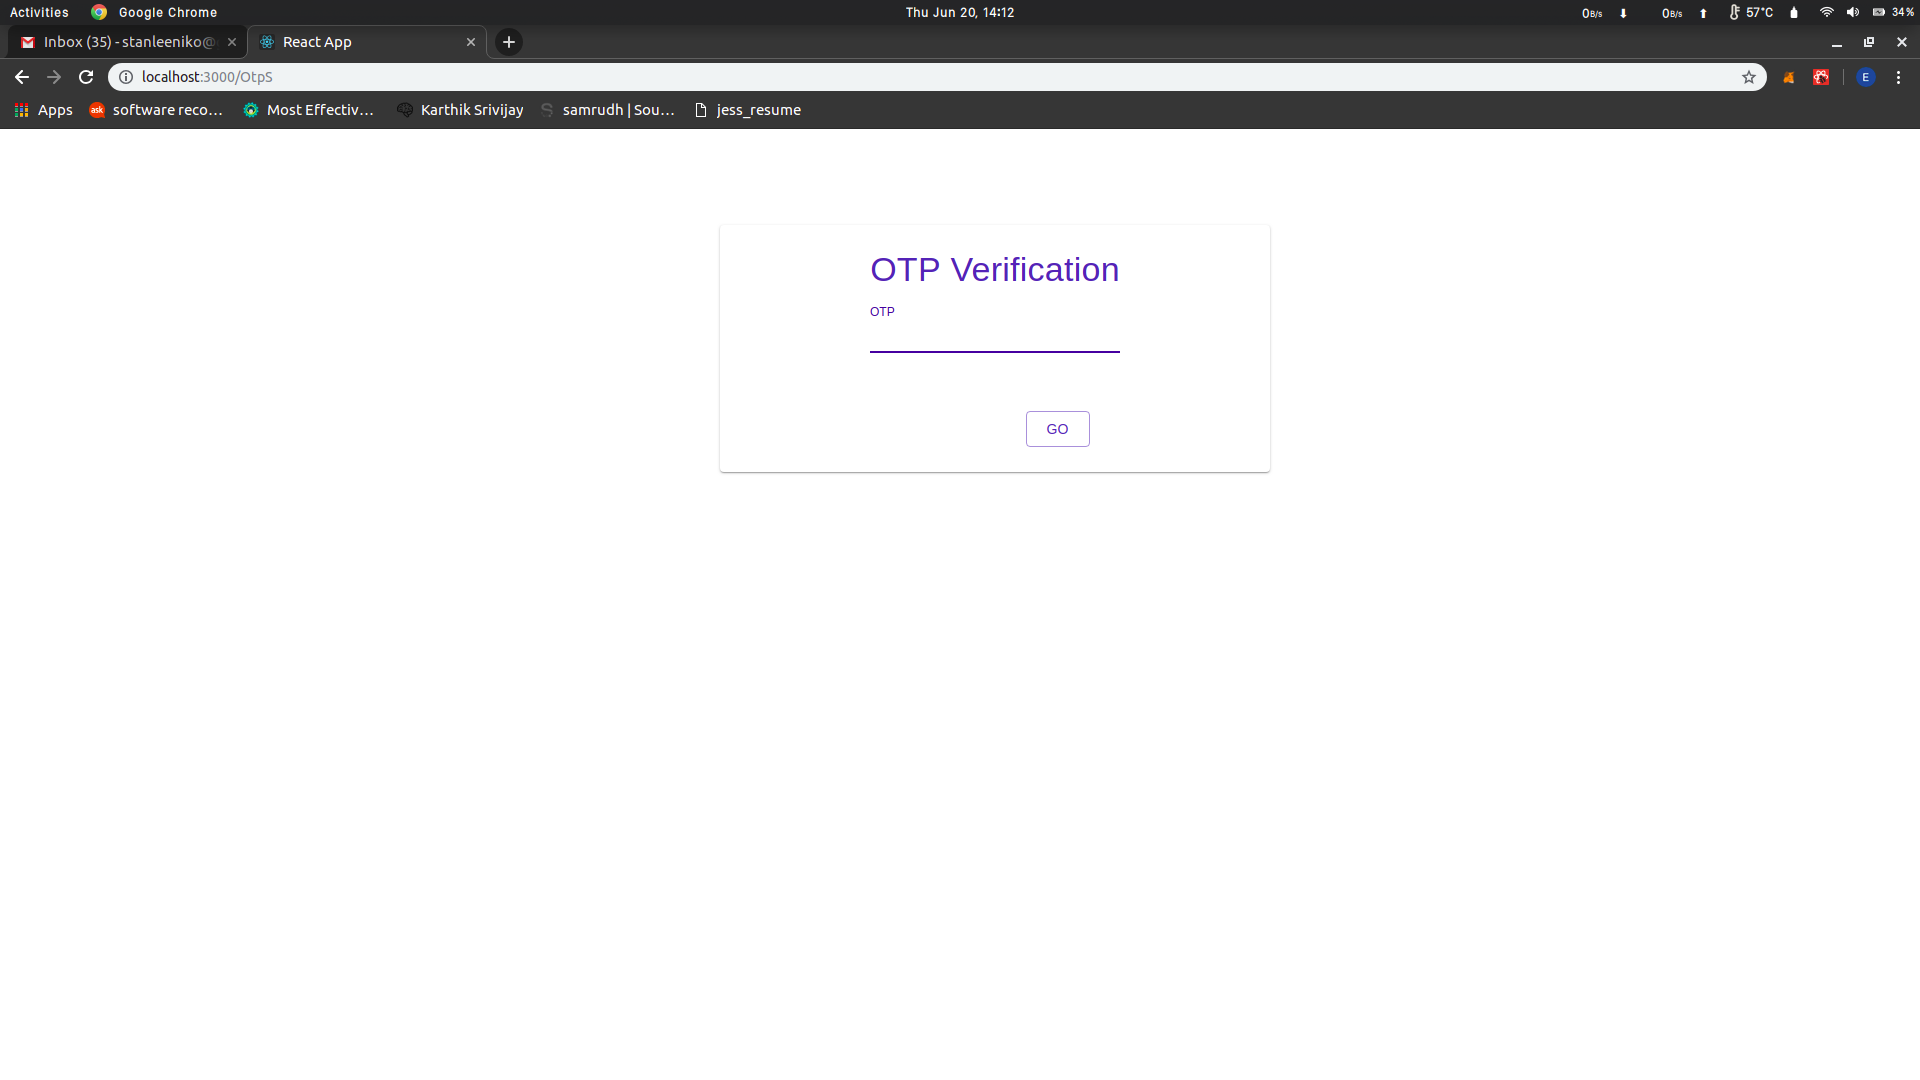 Activities Google Chrome Thu Jun 20, 14:12 0B/s 0B/s 57°C 34%
Inbox (35) - stanleeniko@ React App
localhost:3000/OtpS E
Apps ask software reco... Most Effectiv... Karthik Srivijay S samrudh | Sou... jess_resume
OTP Verification
OTP
GO